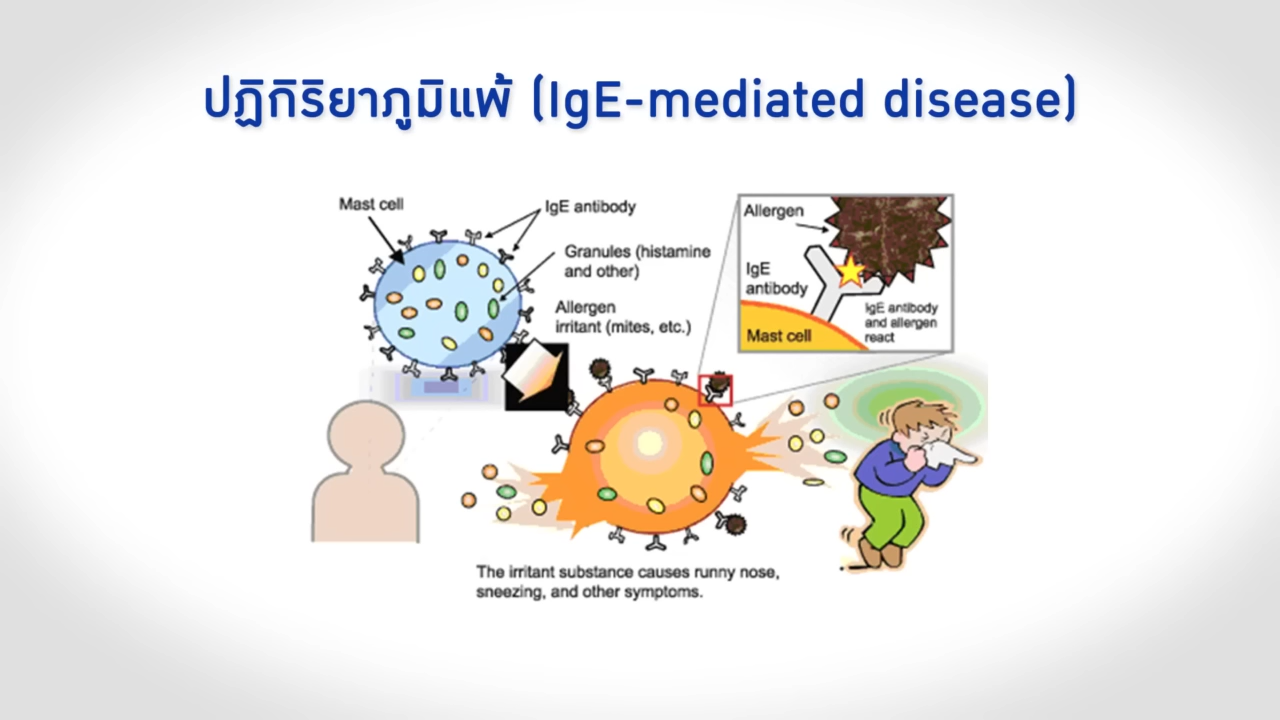 ปฏิกิริยาภูมิแพ้ (IgE-mediated disease)
Mast cell
IgE antibody
Granules (histamine
and other)
Allergen
irritant (mites, etc.)
Allergen
IgE
antibody
Mast cell
IgE antibody
and allergen
react
The irritant substance causes runny nose,
sneezing, and other symptoms.